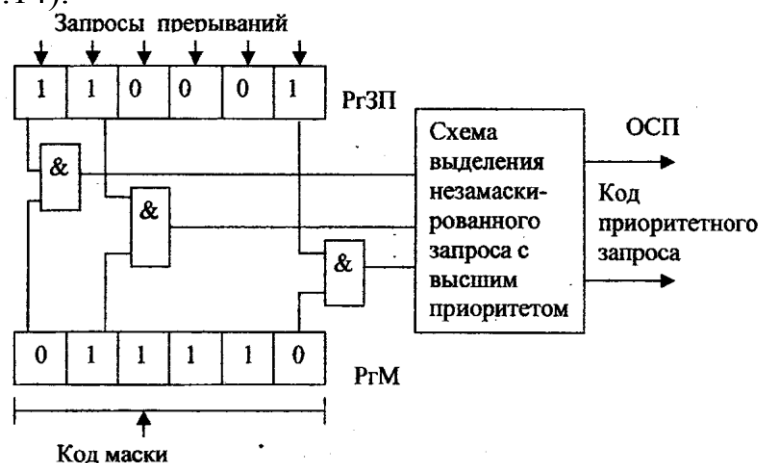 .14).
Запросы прерываний
1 1 0 0 0 1
РгЗП
&
&
&
Схема
выделения
незамаски-
рованного
запроса с
высшим
приоритетом
ОСП
Код
приоритетного
запроса
0 1 1 1 1 0
РгМ
Код маски